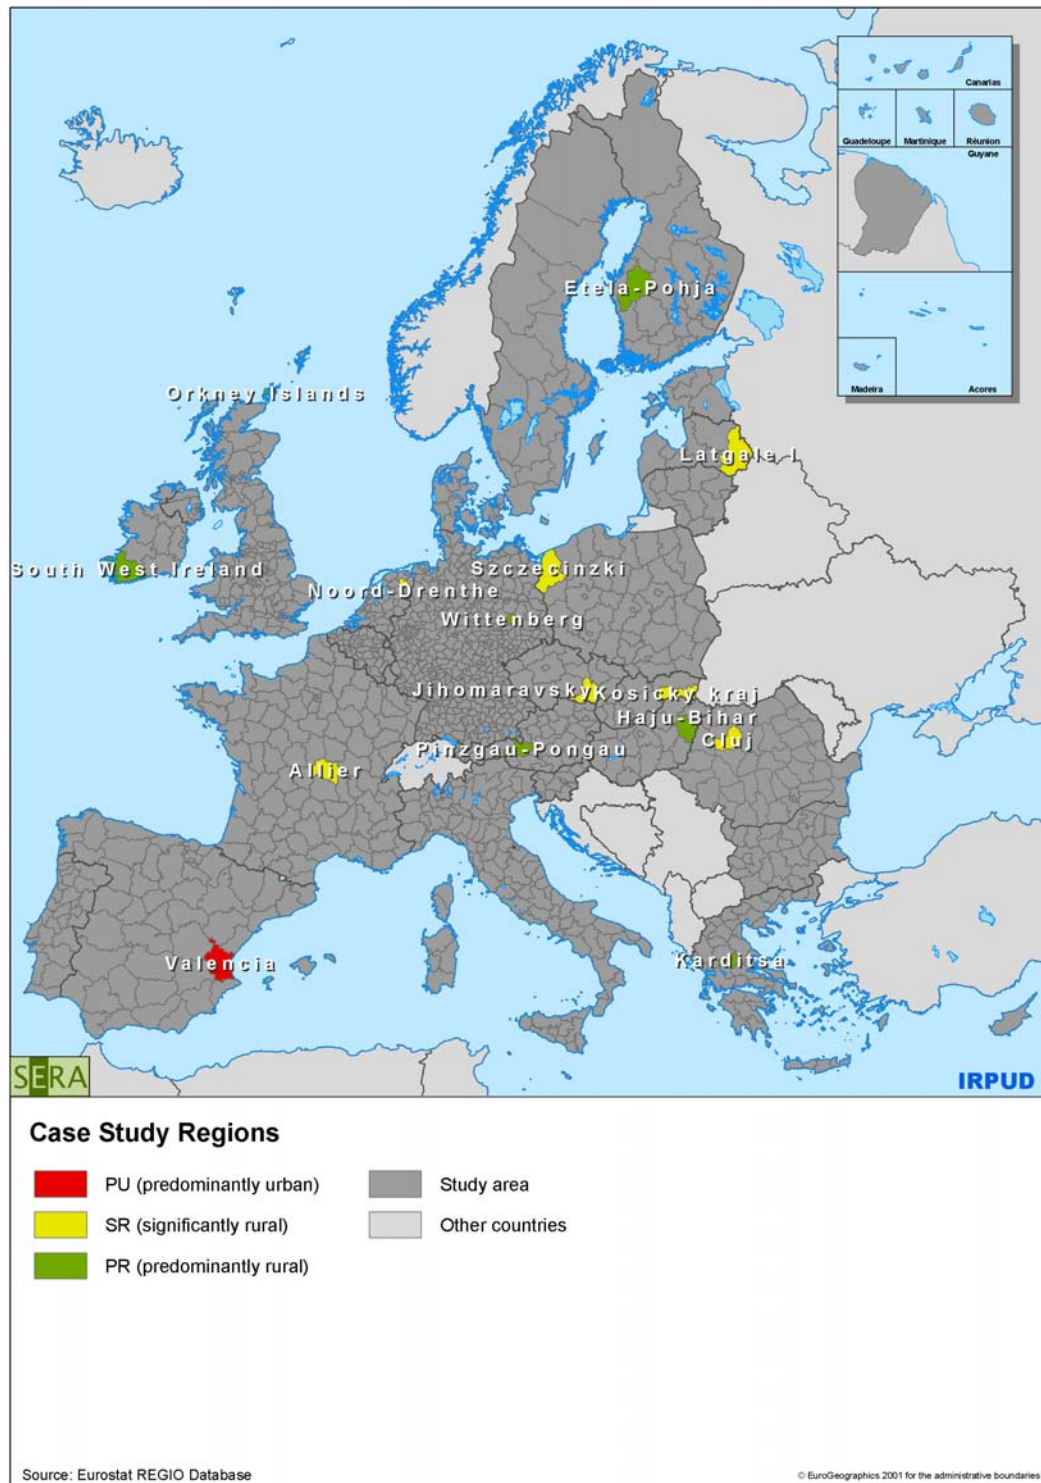 Canarias
Guadeloupe
Martinique
Réunion
Guyane
Madeira
Acores
Etela-Pohja
Orkney Islands
Latgale I
South West Ireland
Szczecinzki
Noord-Drenthe
Wittenberg
Jihomaravsky
Kosicky kraj
Haju-Bihar
Cluj
Pinzgau-Pongau
Allier
Valencia
Karditsa
SERA
IRPUD
Case Study Regions
PU (predominantly urban)
SR (significantly rural)
PR (predominantly rural)
Study area
Other countries
Source: Eurostat REGIO Database
© EuroGeographics 2001 for the administrative boundaries